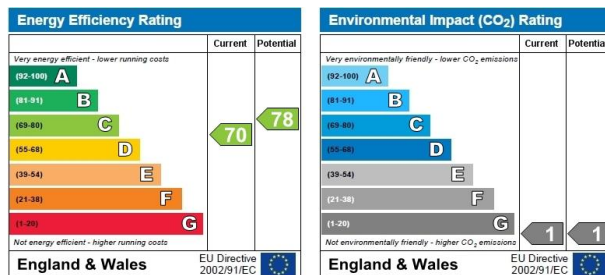 Energy Efficiency Rating
Current Potential
Very energy efficient - lower running costs
(92-100) A
(81-91) B
(69-80) C
(55-68) D
(39-54) E
(21-38) F
(1-20) G
70
78
Not energy efficient - higher running costs
England & Wales
EU Directive
2002/91/EC
Environmental Impact (CO₂) Rating
Current Potential
Very environmentally friendly - lower CO₂ emissions
(92-100) A
(81-91) B
(69-80) C
(55-68) D
(39-54) E
(21-38) F
(1-20) G
1
1
Not environmentally friendly - higher CO₂ emissions
England & Wales
EU Directive
2002/91/EC